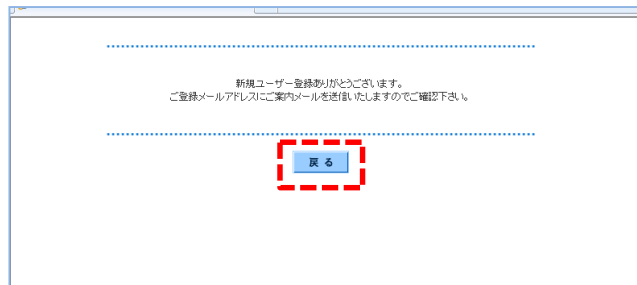 新規ユーザー登録ありがとうございます。
ご登録メールアドレスにご案内メールを送信いたしますのでご確認下さい。
戻る